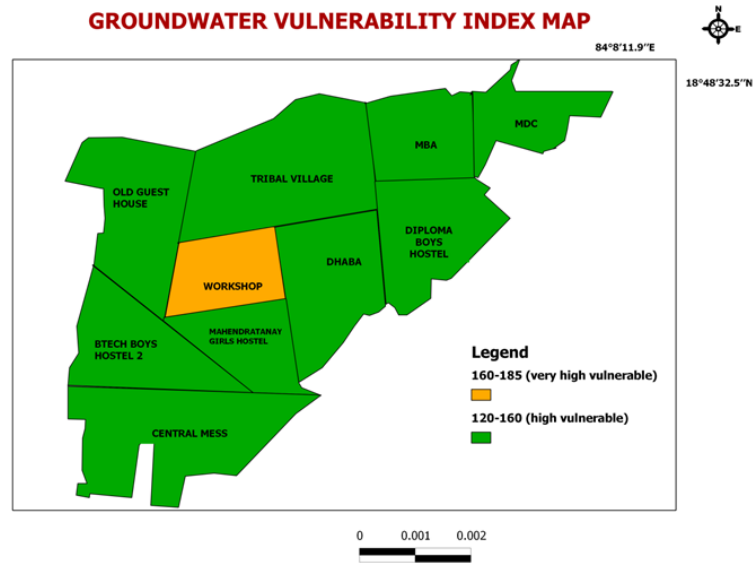 GROUNDWATER VULNERABILITY INDEX MAP
N
E
84°8'11.9''E
18°48'32.5''N
MDC
MBA
TRIBAL VILLAGE
OLD GUEST
HOUSE
DIPLOMA
BOYS
HOSTEL
DHABA
WORKSHOP
MAHENDRATANAY
GIRLS HOSTEL
BTECH BOYS
HOSTEL 2
CENTRAL MESS
Legend
160-185 (very high vulnerable)
120-160 (high vulnerable)
0 0.001 0.002